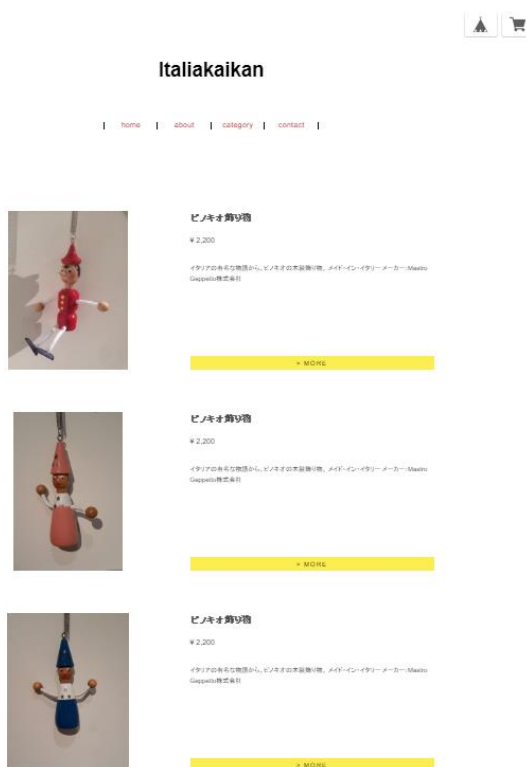 Italiakaikan
| home | about | category | contact |
ピノキオ飾り物
¥ 2,200
イタリアの有名な物語から、ピノキオの木製飾り物。メイド・イン・イタリー メーカー:Mastro
Geppetto株式会社
» MORE
ピノキオ飾り物
¥ 2,200
イタリアの有名な物語から、ピノキオの木製飾り物。メイド・イン・イタリー メーカー:Mastro
Geppetto株式会社
» MORE
ピノキオ飾り物
¥ 2,200
イタリアの有名な物語から、ピノキオの木製飾り物。メイド・イン・イタリー メーカー:Mastro
Geppetto株式会社
» MORE